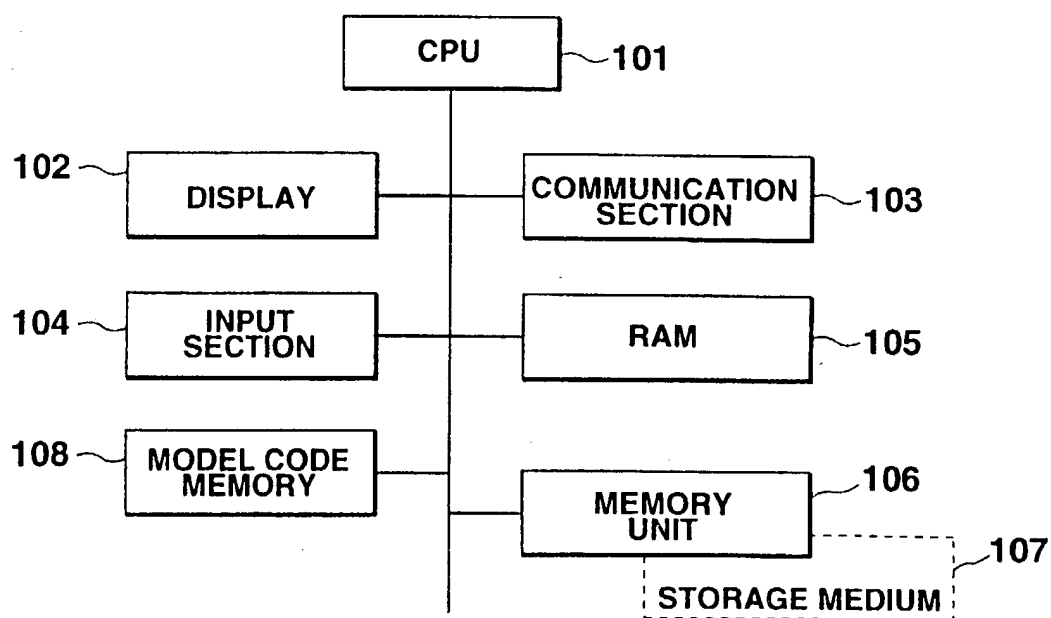 CPU
101
102
DISPLAY
COMMUNICATION
SECTION
103
104
INPUT
SECTION
RAM
105
108
MODEL CODE
MEMORY
MEMORY
UNIT
106
107
STORAGE MEDIUM